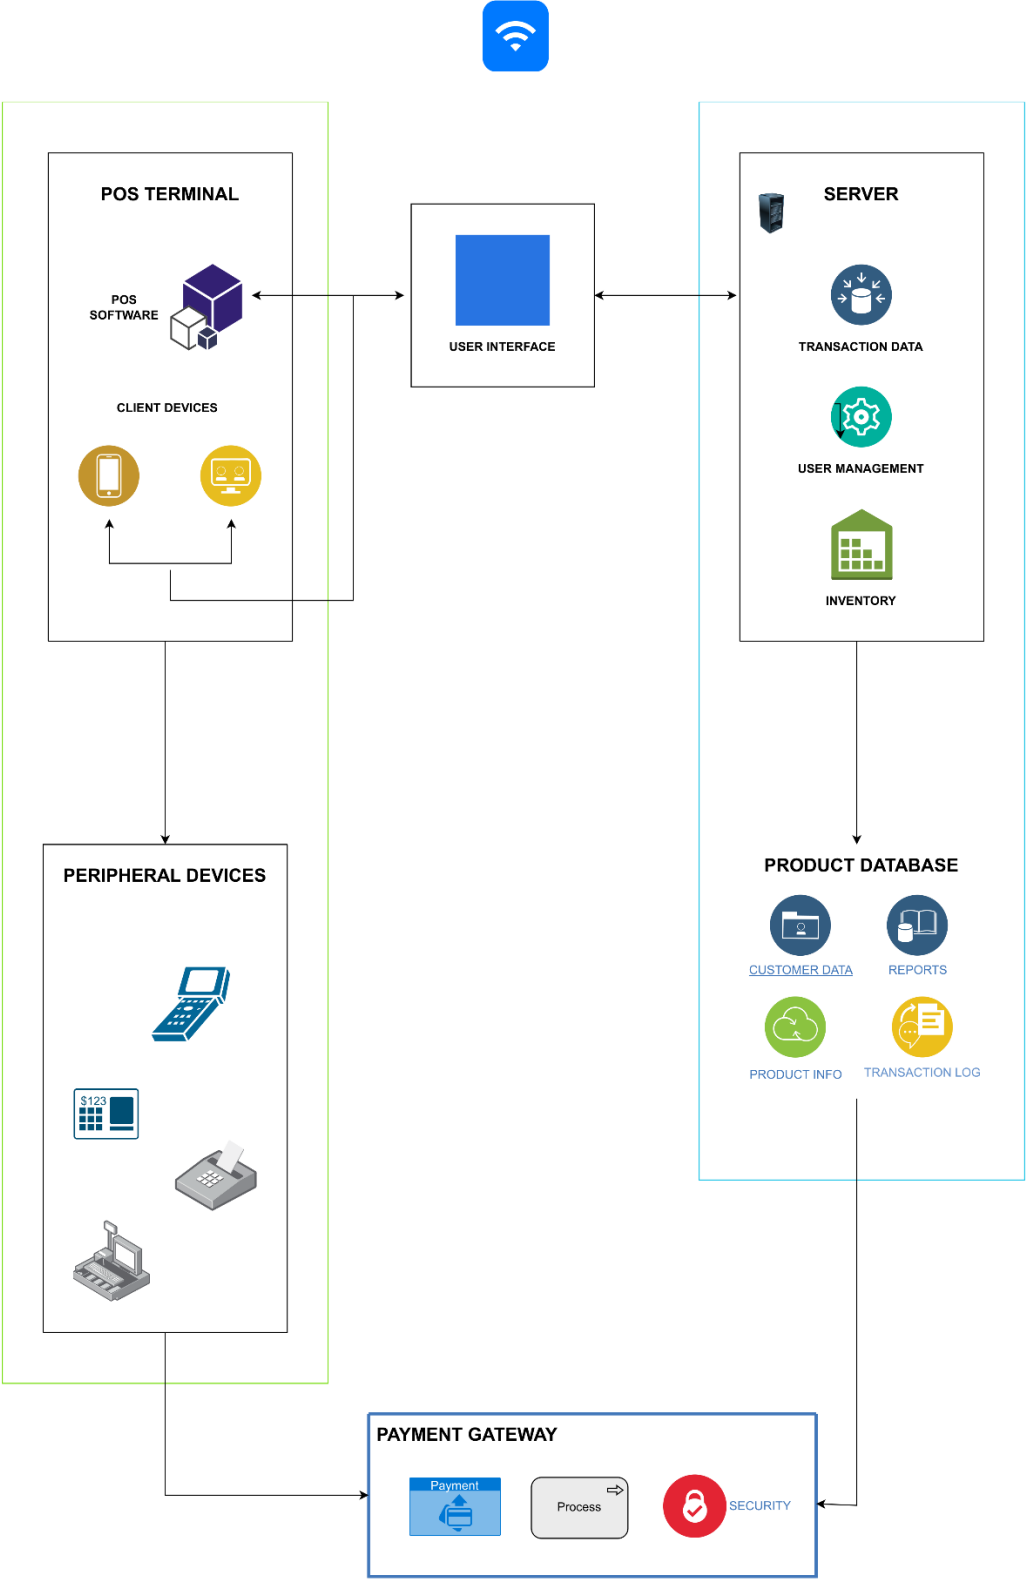 POS TERMINAL
POS
SOFTWARE
CLIENT DEVICES
USER INTERFACE
SERVER
TRANSACTION DATA
USER MANAGEMENT
INVENTORY
PERIPHERAL DEVICES
$123
PRODUCT DATABASE
CUSTOMER DATA
REPORTS
PRODUCT INFO
TRANSACTION LOG
PAYMENT GATEWAY
Payment
Process
SECURITY